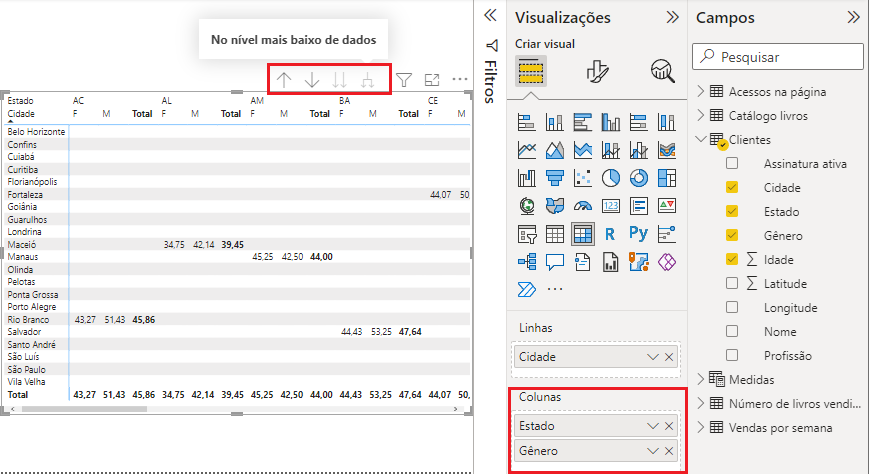 No nível mais baixo de dados
Estado AC AL AM BA CE
Cidade F M Total F M Total F M Total F M Total F M
Belo Horizonte
Confins
Cuiabá
Curitiba
Florianópolis
Fortaleza 44,07 50
Goiânia
Guarulhos
Londrina
Maceió 34,75 42,14 39,45
Manaus 45,25 42,50 44,00
Olinda
Pelotas
Ponta Grossa
Porto Alegre
Rio Branco 43,27 51,43 45,86
Salvador 44,43 53,25 47,64
Santo André
São Luís
São Paulo
Vila Velha
Total 43,27 51,43 45,86 34,75 42,14 39,45 45,25 42,50 44,00 44,43 53,25 47,64 44,07 50,
Filtros
Visualizações
Criar visual
123
R
Py
Linhas
Cidade
Colunas
Estado
Gênero
Campos
Pesquisar
Acessos na página
Catálogo livros
Clientes
Assinatura ativa
Cidade
Estado
Gênero
Idade
Latitude
Longitude
Nome
Profissão
Medidas
Número de livros vendi...
Vendas por semana